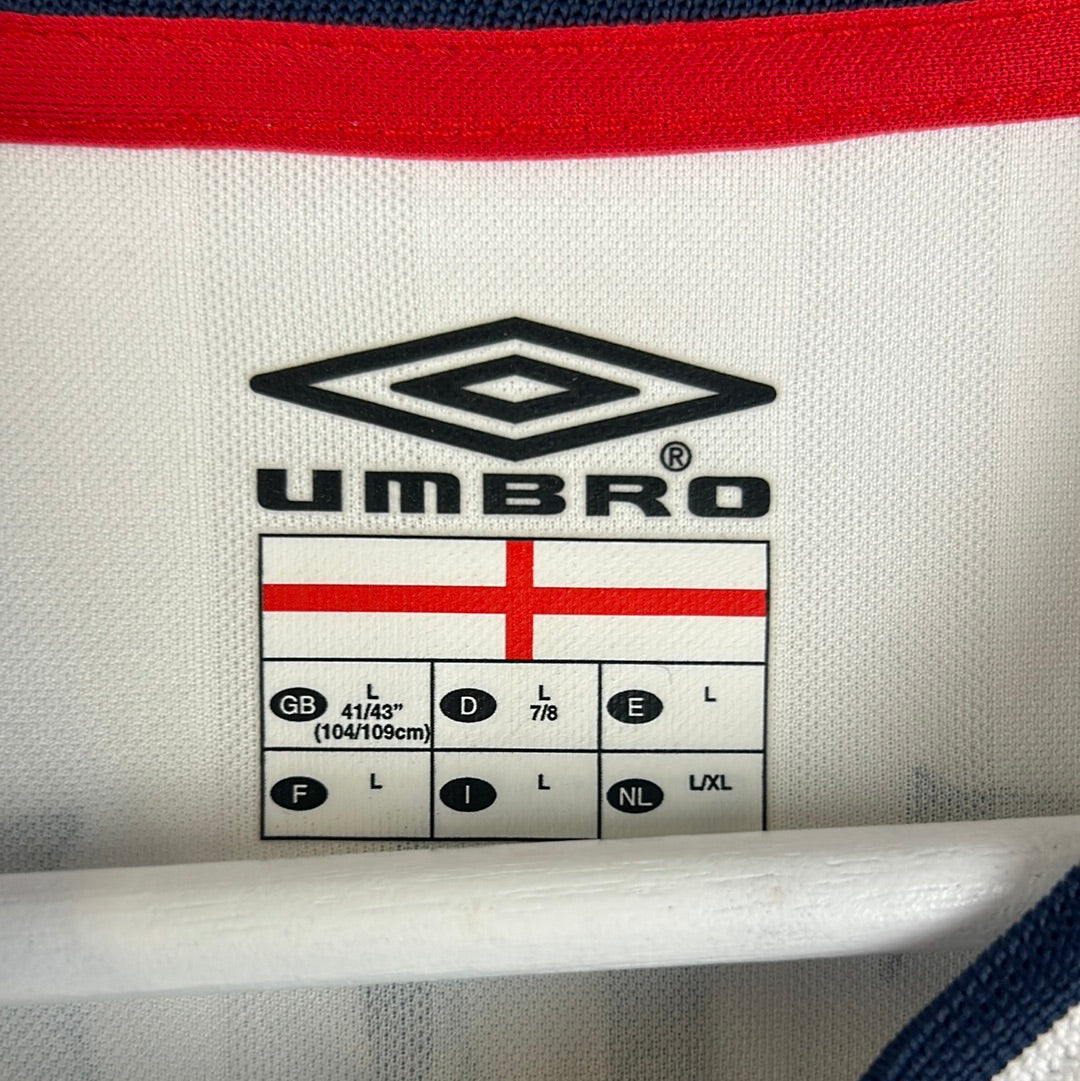 ®
UMBRO
GB L 41/43”
(104/109cm)
D L 7/8
E L
F L
I L
NL L/XL